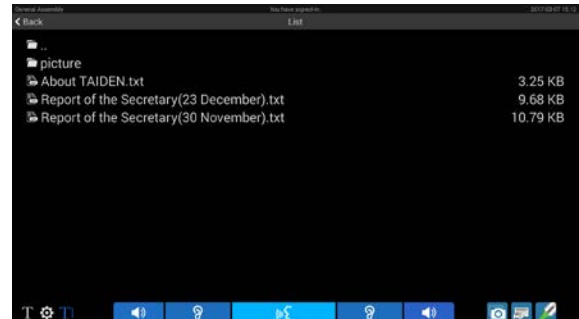 General Assembly You have signed-in. 2017-03-07 15:12
Back List
..
picture
About TAIDEN.txt 3.25 KB
Report of the Secretary(23 December).txt 9.68 KB
Report of the Secretary(30 November).txt 10.79 KB
T T